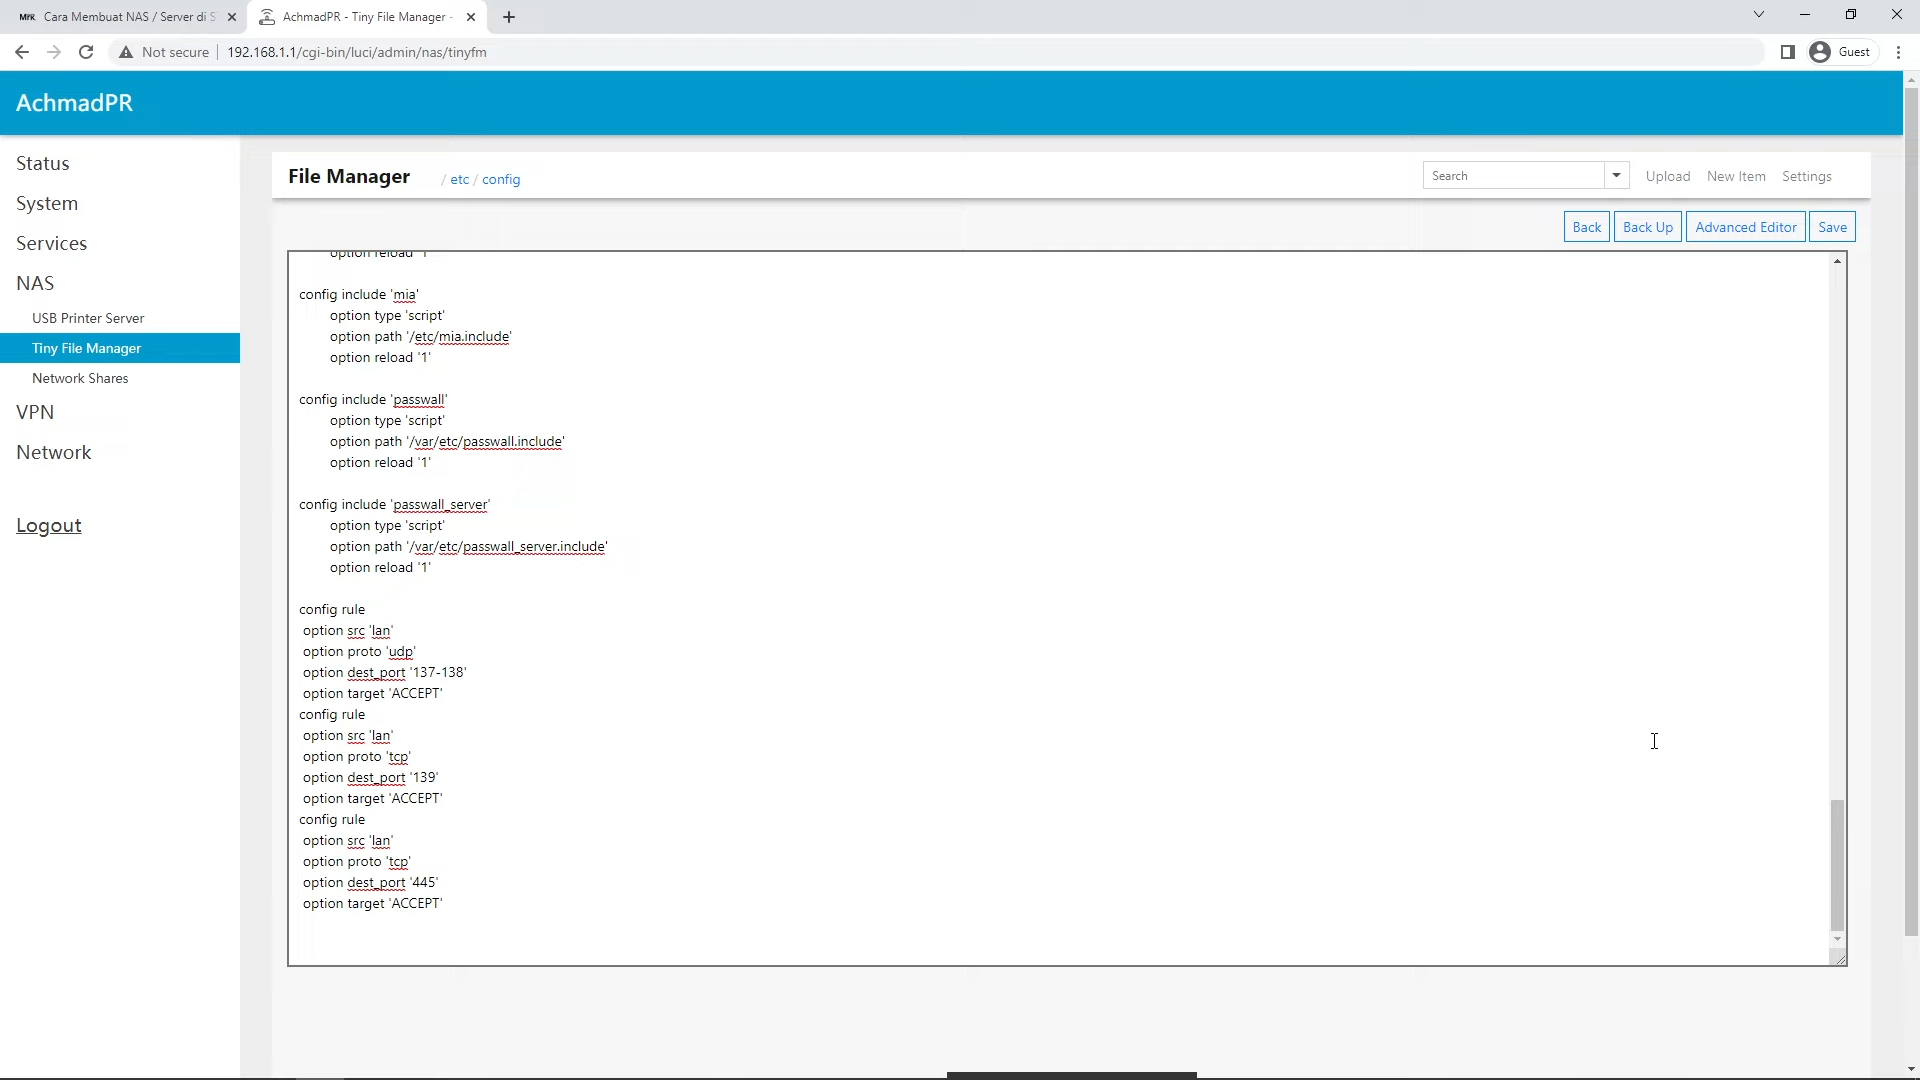 MFK Cara Membuat NAS / Server di S
AchmadPR - Tiny File Manager -
Not secure 192.168.1.1/cgi-bin/luci/admin/nas/tinyfm Guest
AchmadPR
Status
System
Services
NAS
USB Printer Server
Tiny File Manager
Network Shares
VPN
Network
Logout
File Manager / etc / config
Search Upload New Item Settings
Back Back Up Advanced Editor Save
option reload '1'
config include 'mia'
option type 'script'
option path '/etc/mia.include'
option reload '1'
config include 'passwall'
option type 'script'
option path '/var/etc/passwall.include'
option reload '1'
config include 'passwall_server'
option type 'script'
option path '/var/etc/passwall_server.include'
option reload '1'
config rule
option src 'lan'
option proto 'udp'
option dest_port '137-138'
option target 'ACCEPT'
config rule
option src 'lan'
option proto 'tcp'
option dest_port '139'
option target 'ACCEPT'
config rule
option src 'lan'
option proto 'tcp'
option dest_port '445'
option target 'ACCEPT'